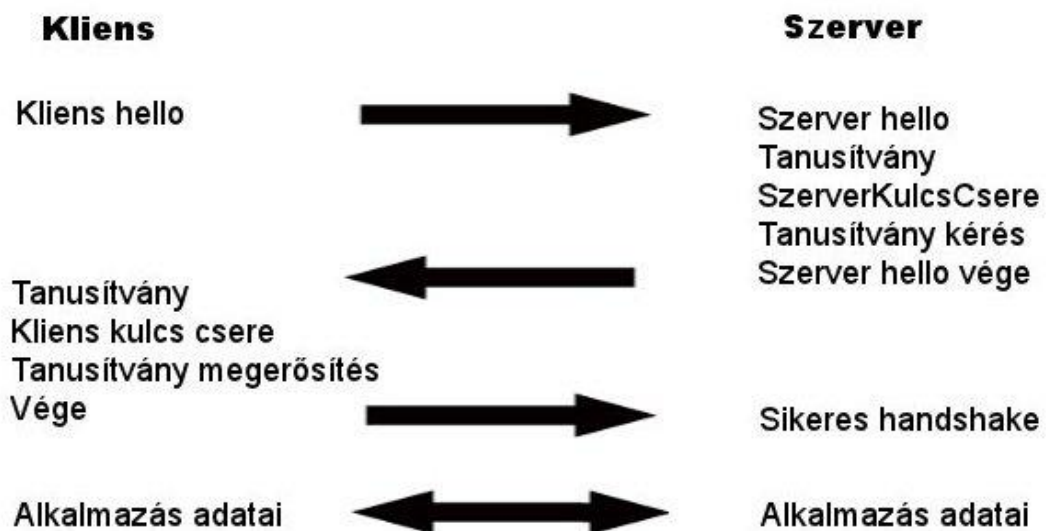 Kliens
Szerver
Kliens hello
Szerver hello
Tanusítvány
SzerverKulcsCsere
Tanusítvány kérés
Szerver hello vége
Tanusítvány
Kliens kulcs csere
Tanusítvány megerősítés
Vége
Sikeres handshake
Alkalmazás adatai
Alkalmazás adatai